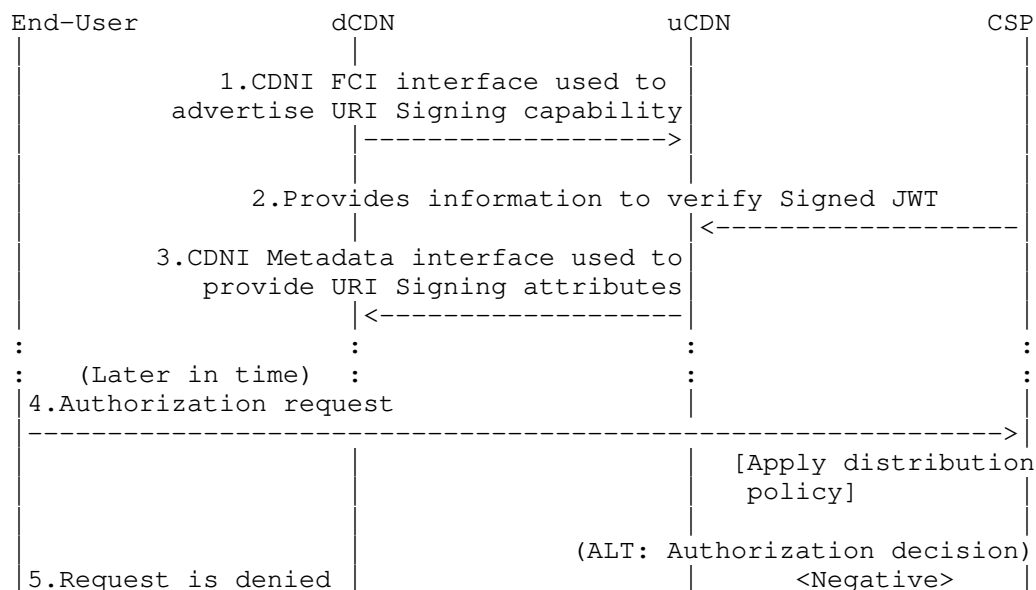 End-User dCDN uCDN CSP
1.CDNI FCI interface used to
advertise URI Signing capability
2.Provides information to verify Signed JWT
3.CDNI Metadata interface used to
provide URI Signing attributes
(Later in time)
4.Authorization request
[Apply distribution
policy]
(ALT: Authorization decision)
5.Request is denied <Negative>